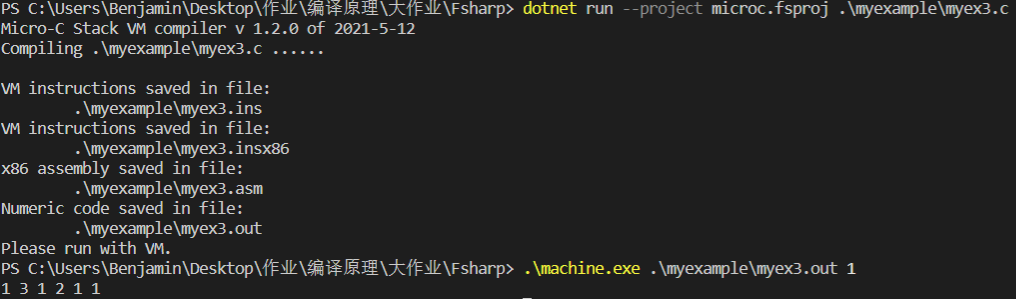 PS C:\Users\Benjamin\Desktop\作业\编译原理\大作业\Fsharp> dotnet run --project microc.fsproj .\myexample\myex3.c
Micro-C Stack VM compiler v 1.2.0 of 2021-5-12
Compiling .\myexample\myex3.c ......
VM instructions saved in file:
.\myexample\myex3.ins
VM instructions saved in file:
.\myexample\myex3.insx86
x86 assembly saved in file:
.\myexample\myex3.asm
Numeric code saved in file:
.\myexample\myex3.out
Please run with VM.
PS C:\Users\Benjamin\Desktop\作业\编译原理\大作业\Fsharp> .\machine.exe .\myexample\myex3.out 1
1 3 1 2 1 1